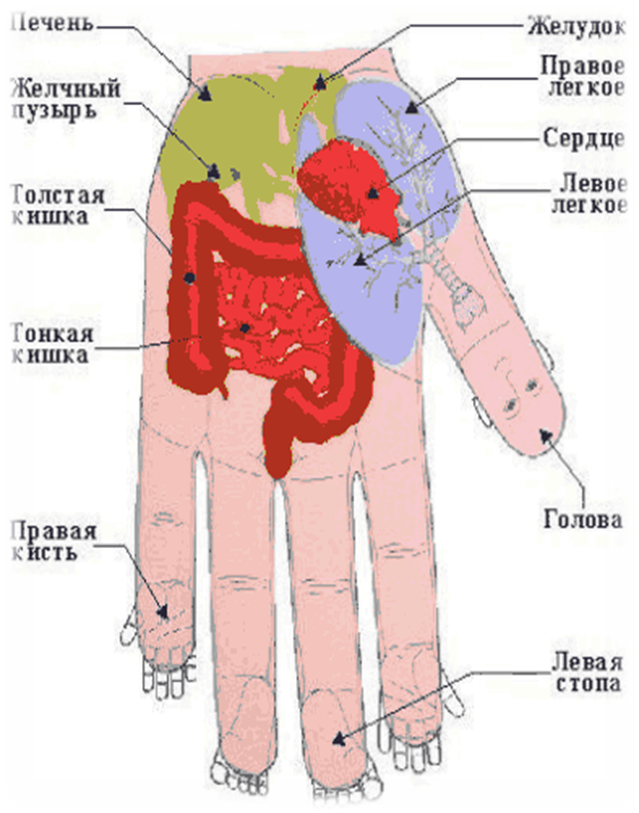 Печень
Желчный
пузырь
Толстая
кишка
Тонкая
кишка
Правая
кисть
Желудок
Правое
легкое
Сердце
Левое
легкое
Голова
Левая
стопа